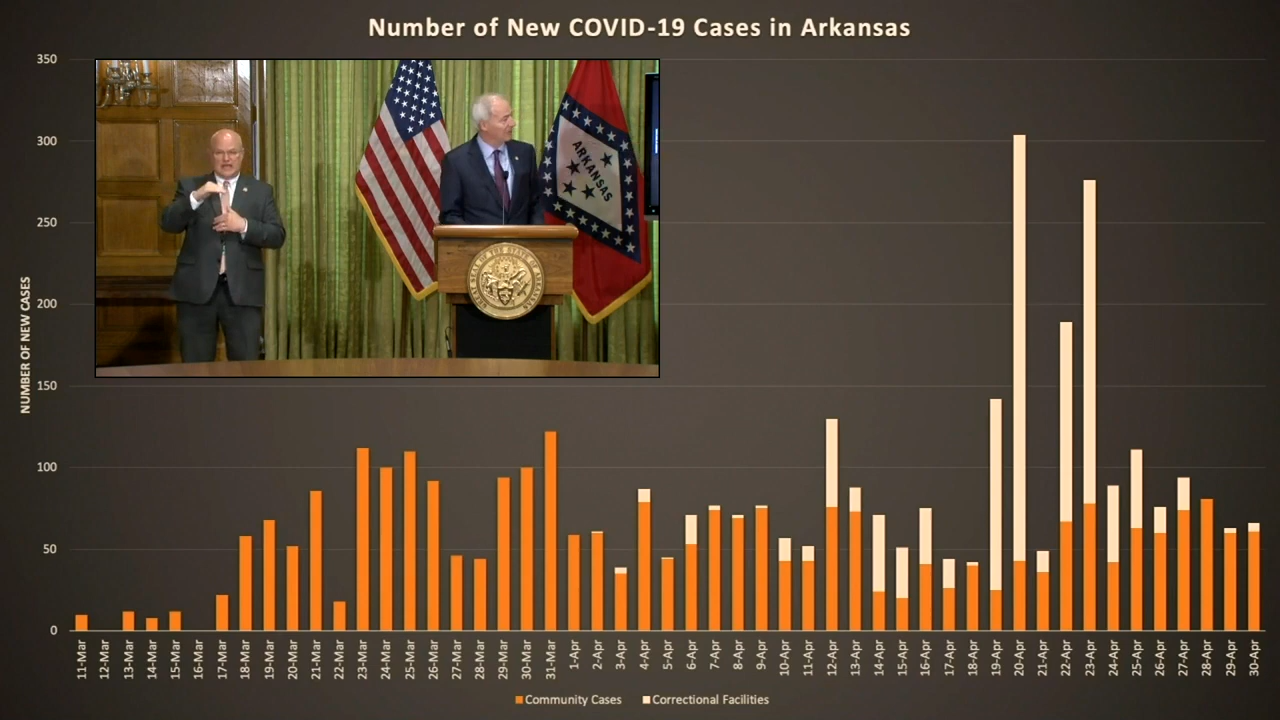 Number of New COVID-19 Cases in Arkansas
NUMBER OF NEW CASES
350
300
250
200
150
100
50
0
ARKANSAS
SEAL OF THE STATE OF ARKANSAS
11-Mar
12-Mar
13-Mar
14-Mar
15-Mar
16-Mar
17-Mar
18-Mar
19-Mar
20-Mar
21-Mar
22-Mar
23-Mar
24-Mar
25-Mar
26-Mar
27-Mar
28-Mar
29-Mar
30-Mar
31-Mar
1-Apr
2-Apr
3-Apr
4-Apr
5-Apr
6-Apr
7-Apr
8-Apr
9-Apr
10-Apr
11-Apr
12-Apr
13-Apr
14-Apr
15-Apr
16-Apr
17-Apr
18-Apr
19-Apr
20-Apr
21-Apr
22-Apr
23-Apr
24-Apr
25-Apr
26-Apr
27-Apr
28-Apr
29-Apr
30-Apr
Community Cases
Correctional Facilities